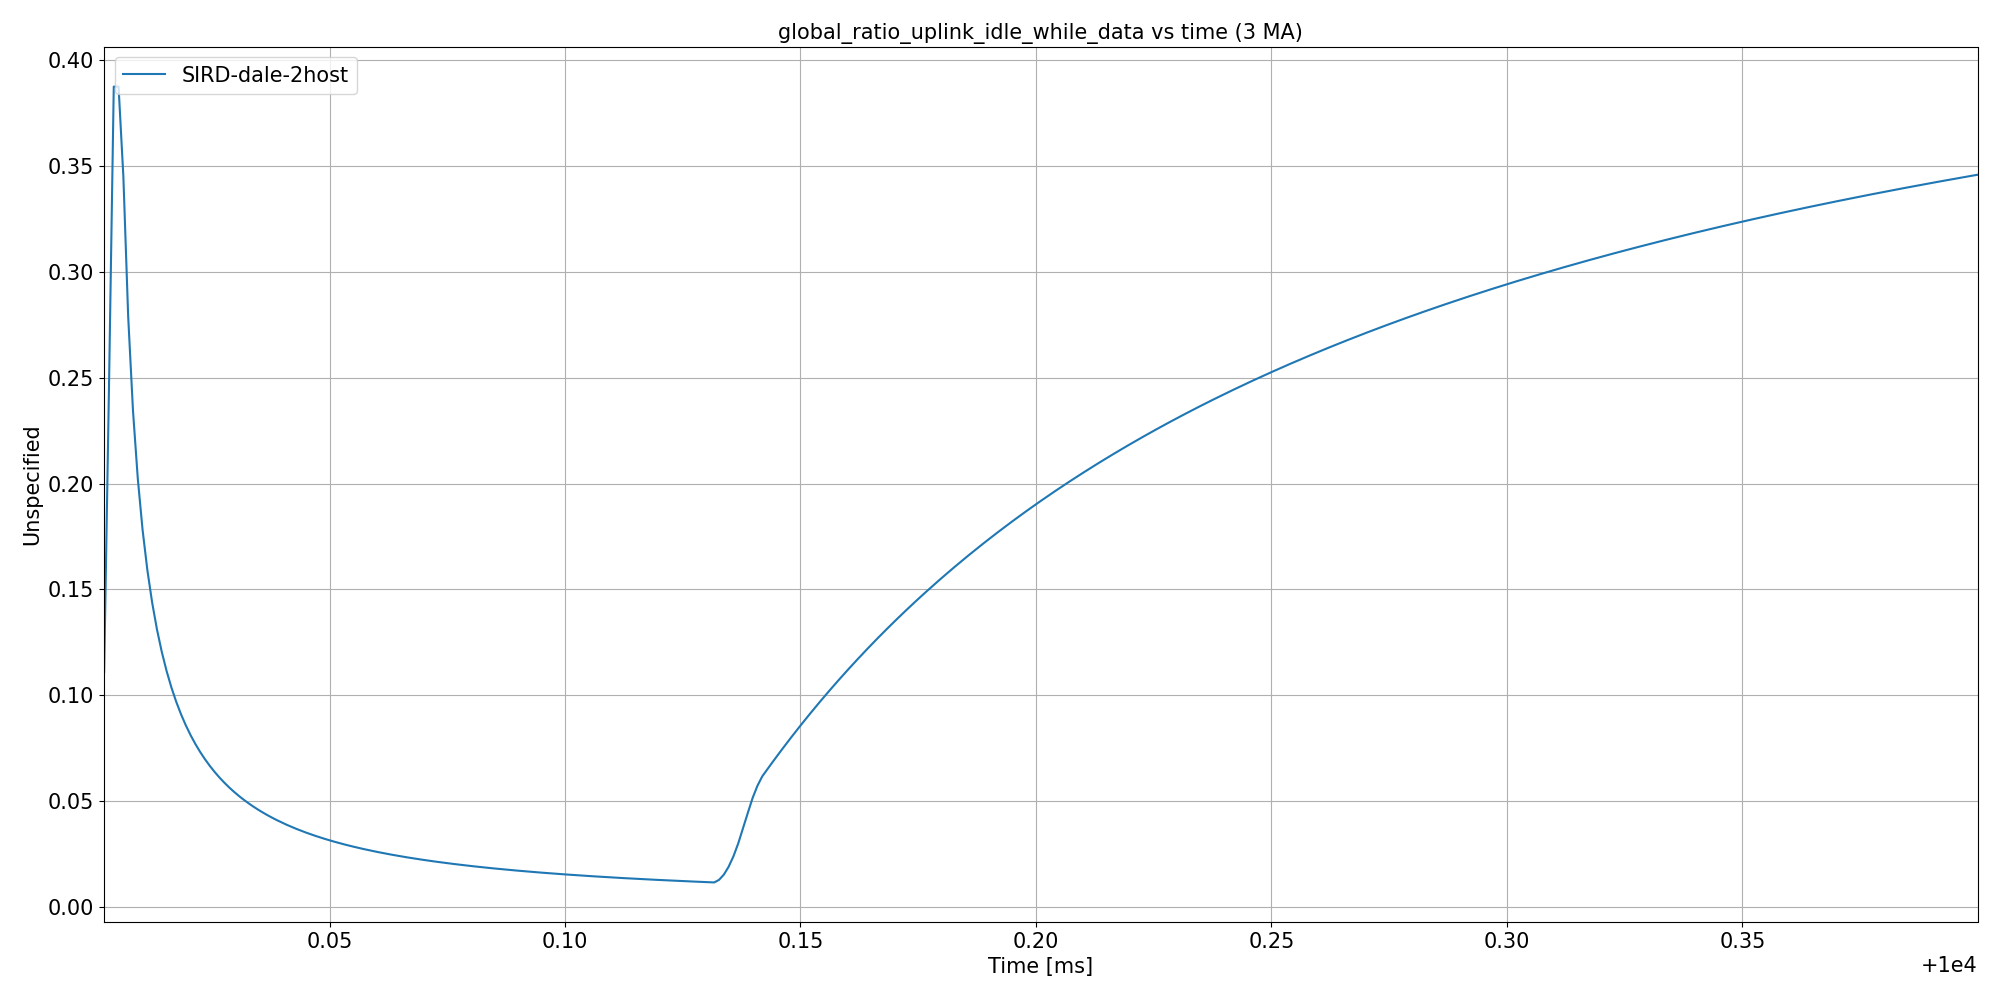 global_ratio_uplink_idle_while_data vs time (3 MA)
SIRD-dale-2host
0.40
0.35
0.30
0.25
0.20
0.15
0.10
0.05
0.00
Unspecified
0.05 0.10 0.15 0.20 0.25 0.30 0.35
Time [ms]
+1e4